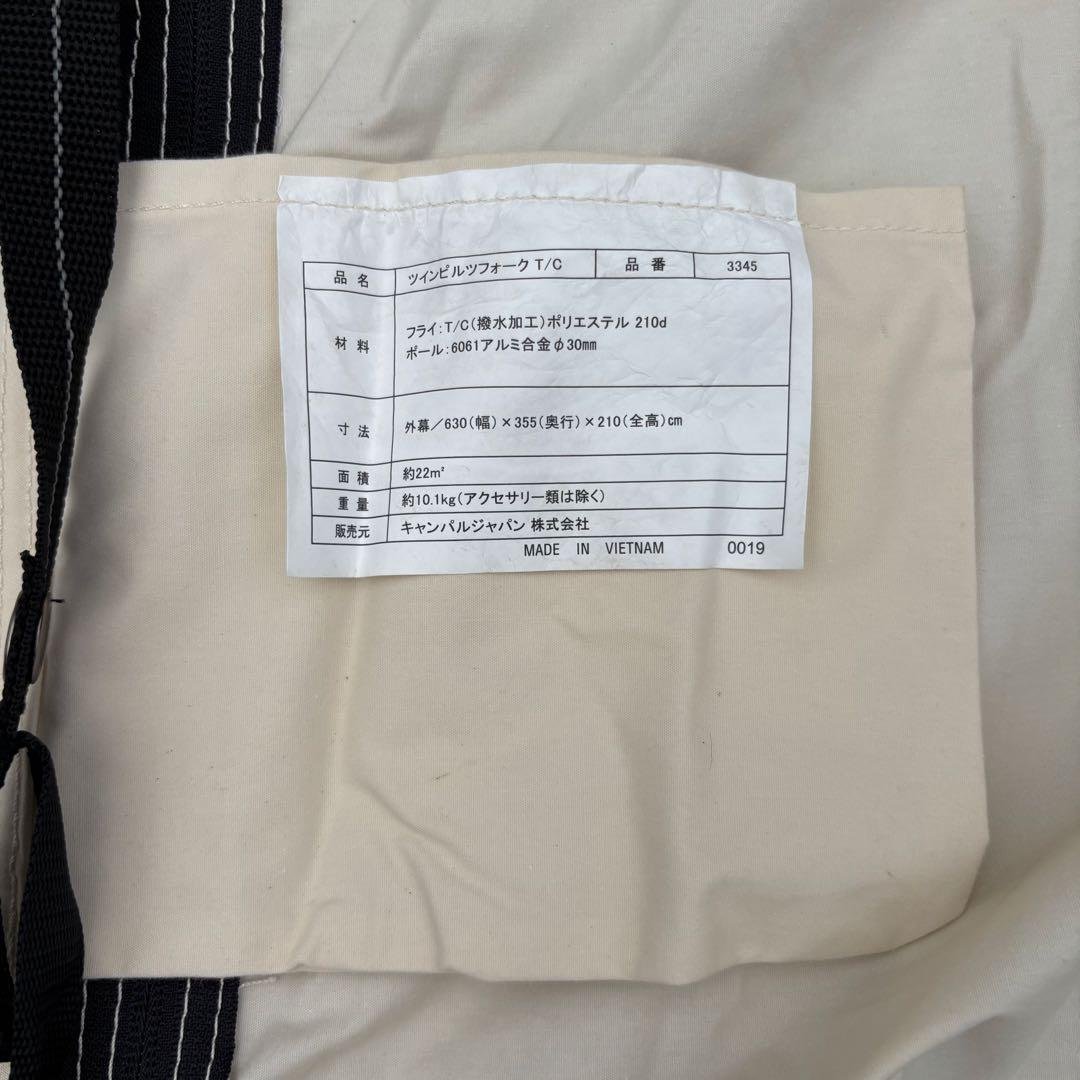 品名 ツインピルツフォーク T/C 品番 3345
材料 フライ：T/C（撥水加工）ポリエステル 210d
ポール：6061アルミ合金φ30㎜
寸法 外幕／630（幅）×355（奥行）×210（全高）㎝
面積 約22㎡
重量 約10.1kg（アクセサリー類は除く）
販売元 キャンパルジャパン 株式会社
MADE IN VIETNAM 0019